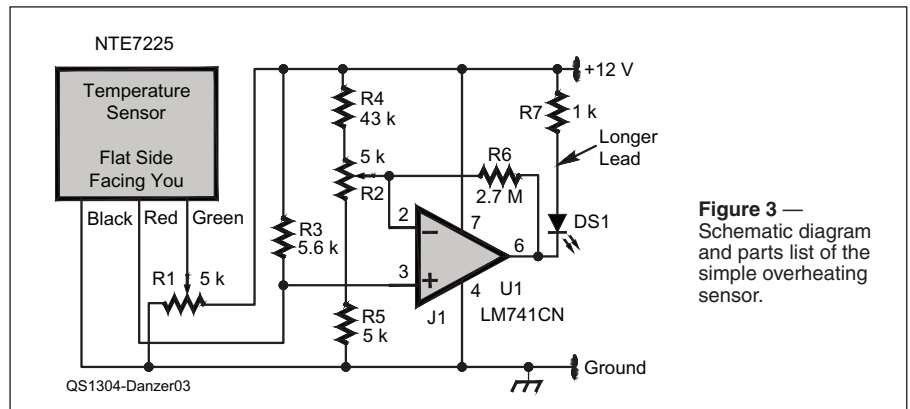 NTE7225
Temperature
Sensor
Flat Side
Facing You
Black
Red
Green
R1
5 k
R3
5.6 k
R4
43 k
5 k
R2
R5
5 k
R6
2.7 M
2
3
7
6
4
U1
J1
LM741CN
R7
1 k
Longer
Lead
DS1
+12 V
Ground
QS1304-Danzer03
Figure 3 —
Schematic diagram
and parts list of the
simple overheating
sensor.